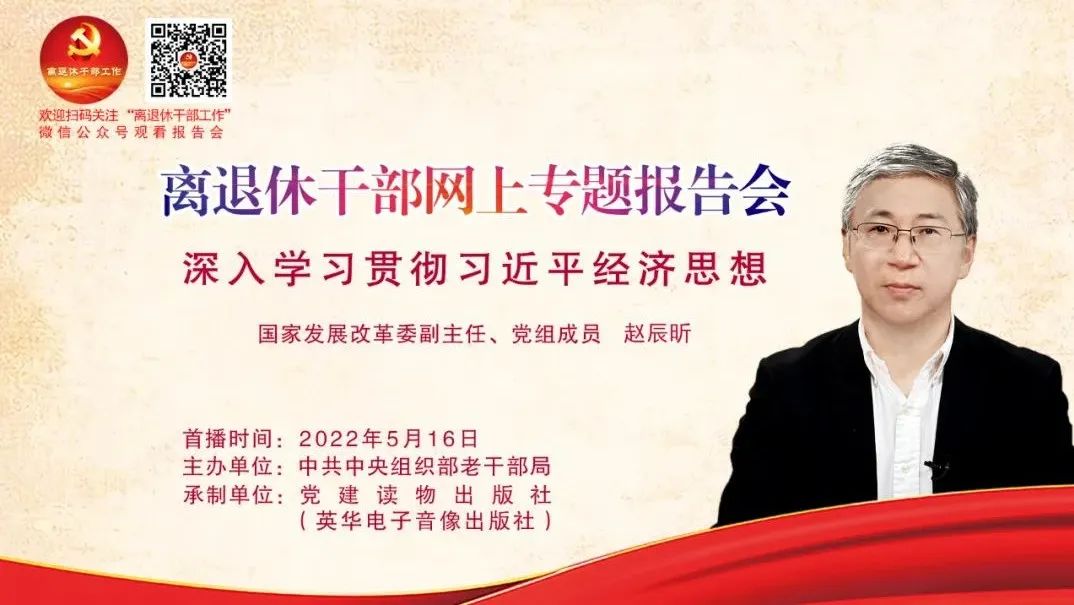 离退休干部工作
欢迎扫码关注 “离退休干部工作”
微信公众号观看报告会
离退休干部网上专题报告会
深入学习贯彻习近平经济思想
国家发展改革委副主任、党组成员 赵辰昕
首播时间：2022年5月16日
主办单位：中共中央组织部老干部局
承制单位：党建读物出版社
（英华电子音像出版社）